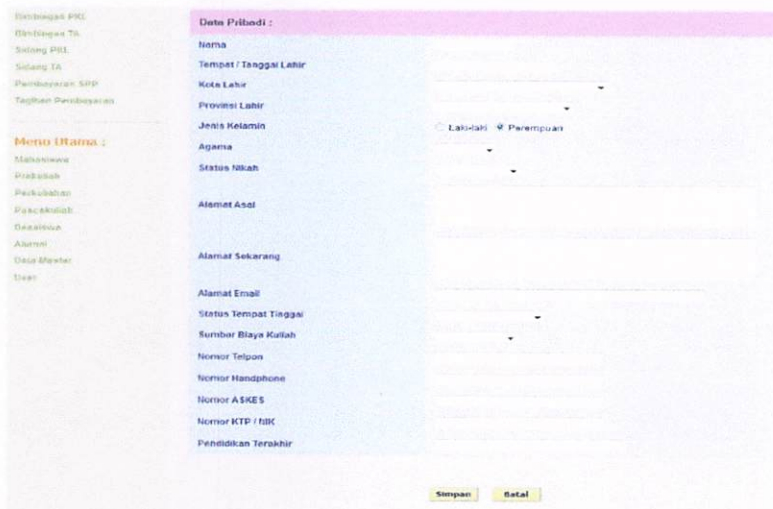 Bimbingan PKL
Bimbingan TA
Sidang PKL
Sidang TA
Pembayaran SPP
Tagihan Pembayaran
Menu Utama :
Mahasiswa
Prakuliah
Perkuliahan
Pascakuliah
Beasiswa
Alumni
Data Master
User
Data Pribadi :
Nama
Tempat / Tanggal Lahir
Kota Lahir
Provinsi Lahir
Jenis Kelamin Laki-laki Perempuan
Agama
Status Nikah
Alamat Asal
Alamat Sekarang
Alamat Email
Status Tempat Tinggal
Sumber Biaya Kuliah
Nomor Telpon
Nomor Handphone
Nomor ASKES
Nomor KTP / NIK
Pendidikan Terakhir
Simpan Batal